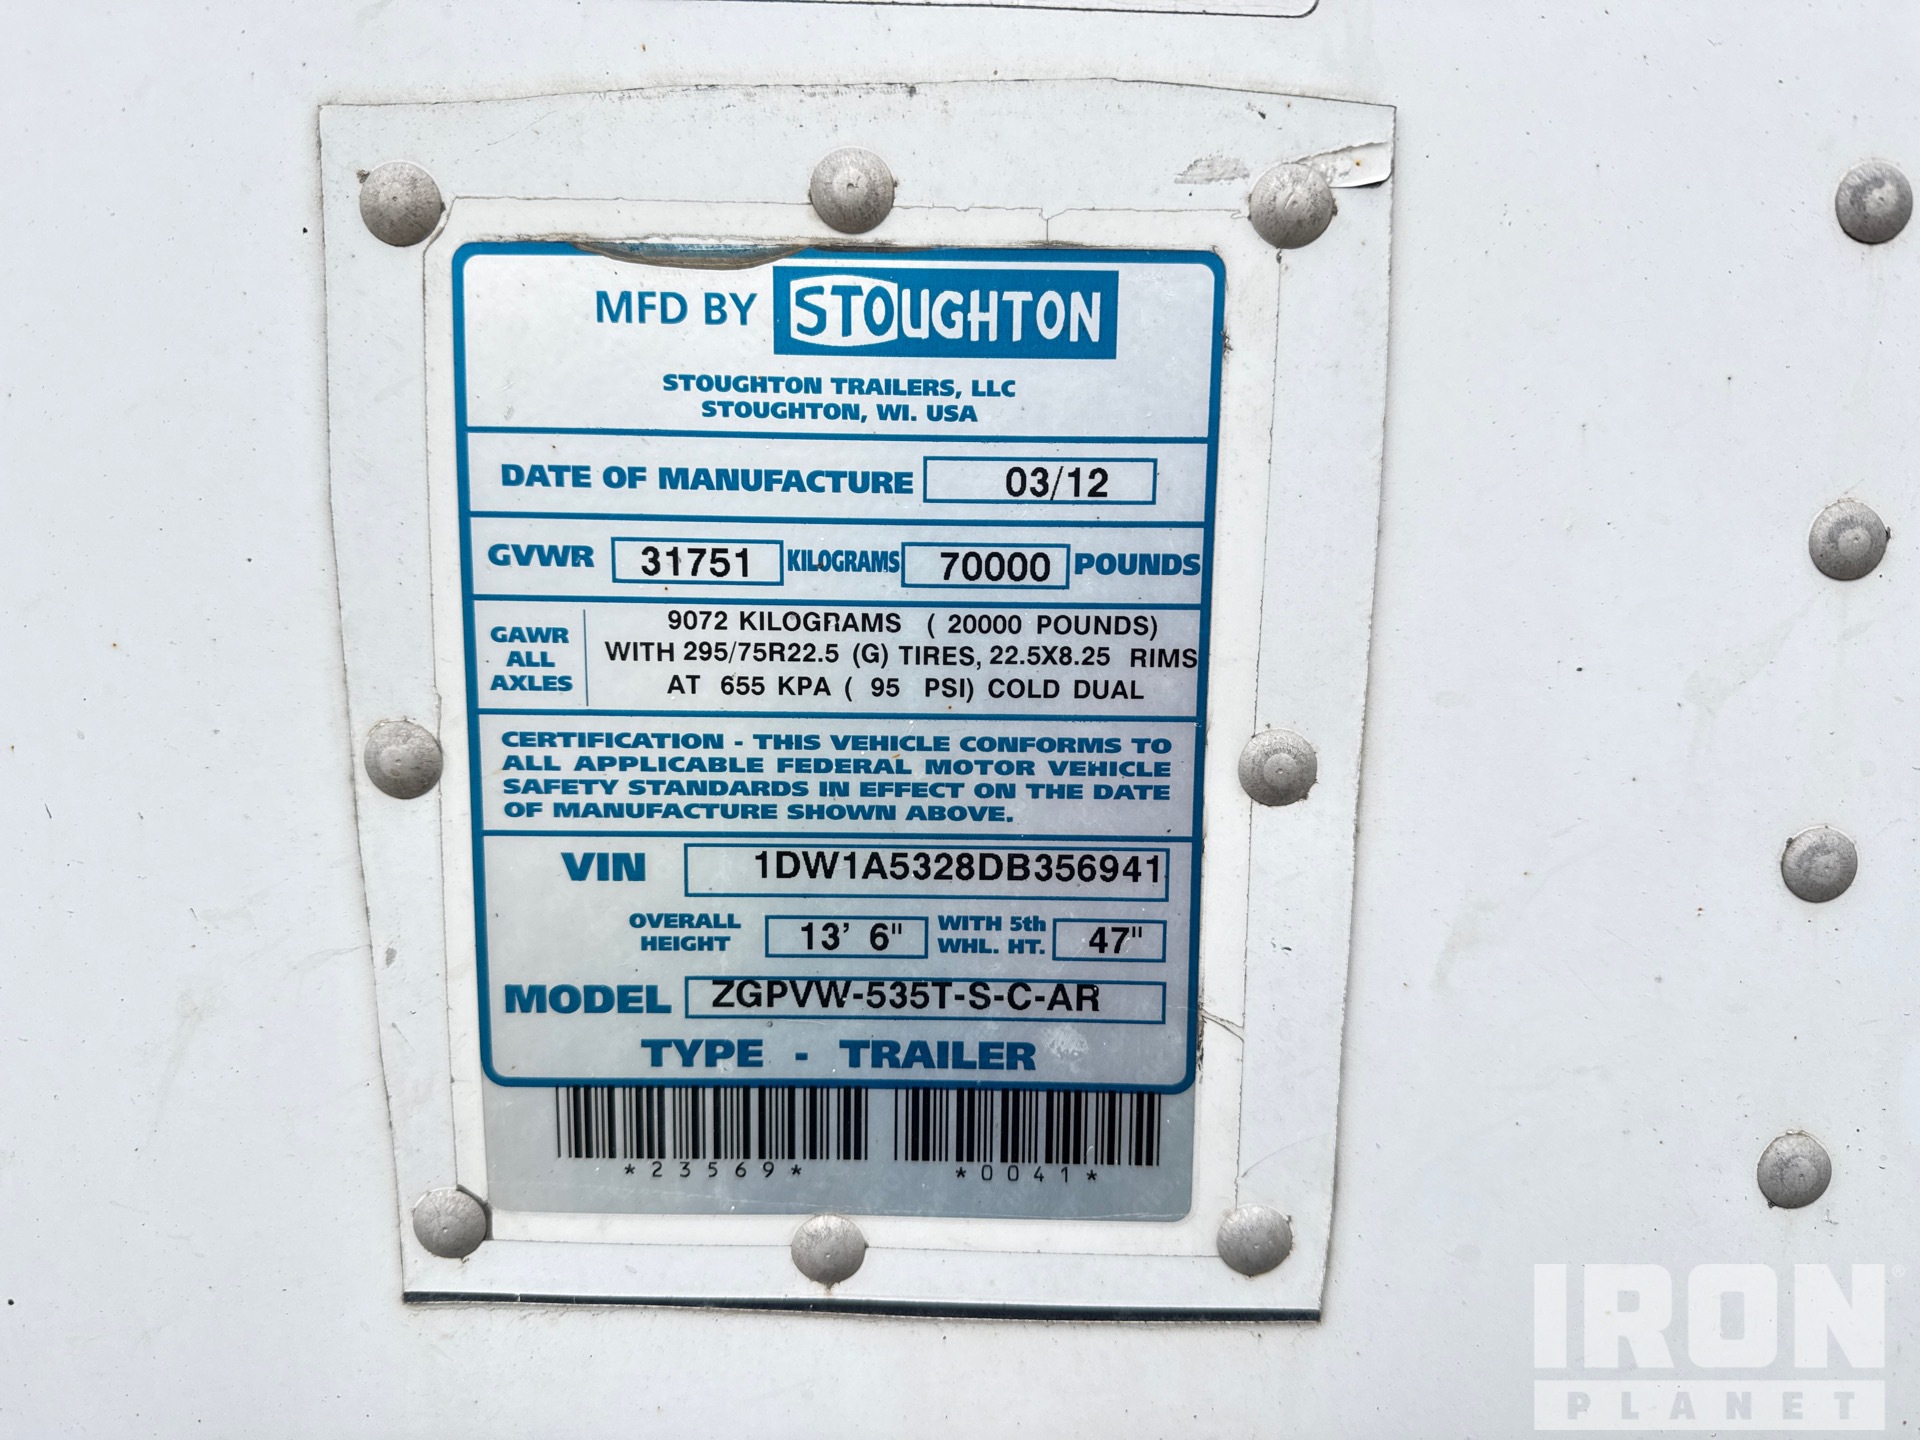 MFD BY STOUGHTON
STOUGHTON TRAILERS, LLC
STOUGHTON, WI. USA
DATE OF MANUFACTURE 03/12
GVWR 31751 KILOGRAMS 70000 POUNDS
GAWR ALL AXLES
9072 KILOGRAMS ( 20000 POUNDS)
WITH 295/75R22.5 (G) TIRES, 22.5X8.25 RIMS
AT 655 KPA ( 95 PSI) COLD DUAL
CERTIFICATION - THIS VEHICLE CONFORMS TO
ALL APPLICABLE FEDERAL MOTOR VEHICLE
SAFETY STANDARDS IN EFFECT ON THE DATE
OF MANUFACTURE SHOWN ABOVE.
VIN 1DW1A5328DB356941
OVERALL HEIGHT 13' 6" WITH 5th WHL. HT. 47"
MODEL ZGPVW-535T-S-C-AR
TYPE - TRAILER
*23569* *0041*
IRON
PLANET